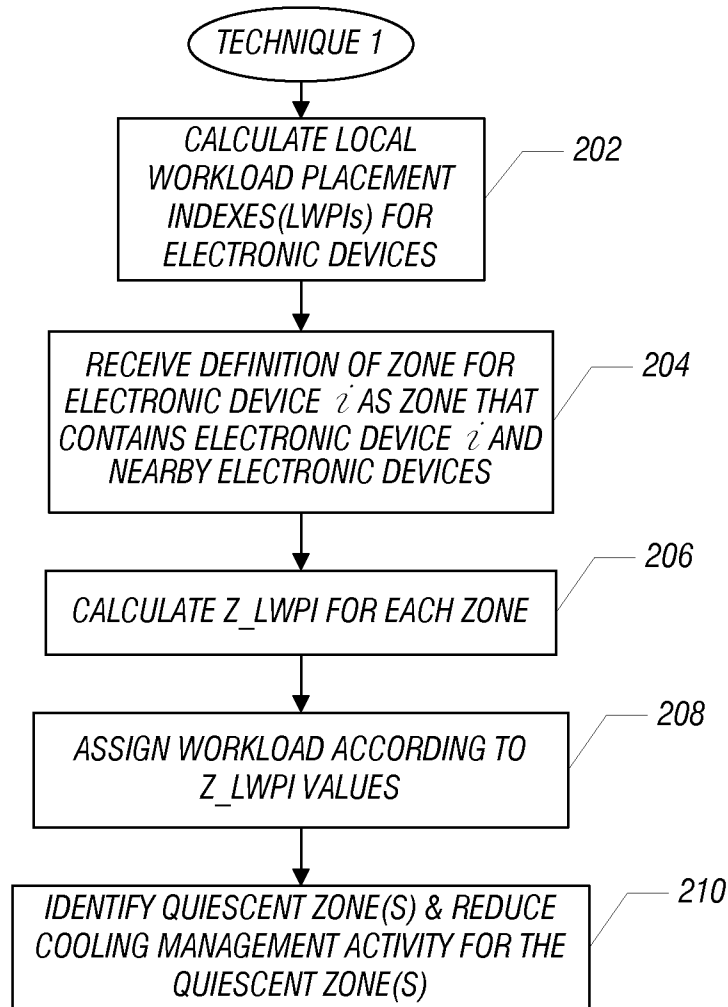 TECHNIQUE 1
CALCULATE LOCAL
WORKLOAD PLACEMENT
INDEXES(LWPIs) FOR
ELECTRONIC DEVICES
202
RECEIVE DEFINITION OF ZONE FOR
ELECTRONIC DEVICE i AS ZONE THAT
CONTAINS ELECTRONIC DEVICE i AND
NEARBY ELECTRONIC DEVICES
204
CALCULATE Z_LWPI FOR EACH ZONE
206
ASSIGN WORKLOAD ACCORDING TO
Z_LWPI VALUES
208
IDENTIFY QUIESCENT ZONE(S) & REDUCE
COOLING MANAGEMENT ACTIVITY FOR THE
QUIESCENT ZONE(S)
210